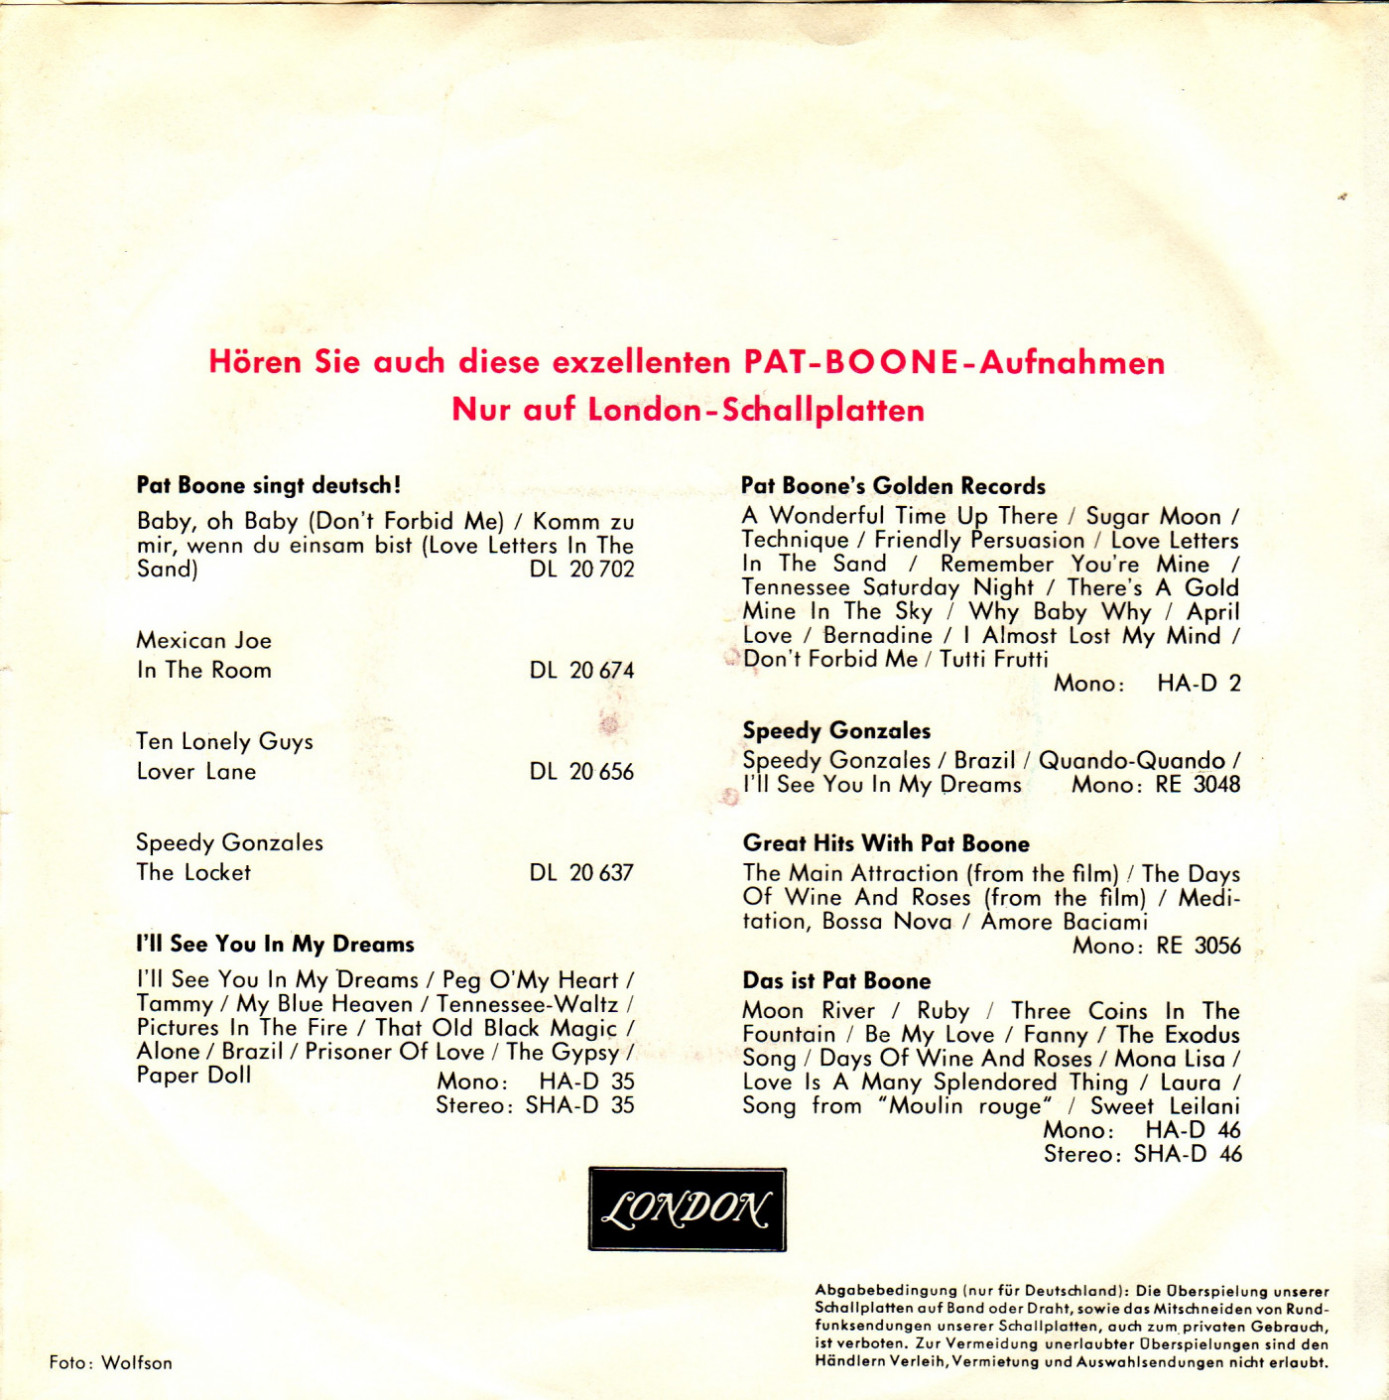 Hören Sie auch diese exzellenten PAT-BOONE-Aufnahmen
Nur auf London-Schallplatten
Pat Boone singt deutsch!
Baby, oh Baby (Don't Forbid Me) / Komm zu
mir, wenn du einsam bist (Love Letters In The
Sand) DL 20 702
Mexican Joe
In The Room DL 20 674
Ten Lonely Guys
Lover Lane DL 20 656
Speedy Gonzales
The Locket DL 20 637
I'll See You In My Dreams
I'll See You In My Dreams / Peg O'My Heart /
Tammy / My Blue Heaven / Tennessee-Waltz /
Pictures In The Fire / That Old Black Magic /
Alone / Brazil / Prisoner Of Love / The Gypsy /
Paper Doll Mono: HA-D 35
Stereo: SHA-D 35
Pat Boone's Golden Records
A Wonderful Time Up There / Sugar Moon /
Technique / Friendly Persuasion / Love Letters
In The Sand / Remember You're Mine /
Tennessee Saturday Night / There's A Gold
Mine In The Sky / Why Baby Why / April
Love / Bernadine / I Almost Lost My Mind /
Don't Forbid Me / Tutti Frutti
Mono: HA-D 2
Speedy Gonzales
Speedy Gonzales / Brazil / Quando-Quando /
I'll See You In My Dreams Mono: RE 3048
Great Hits With Pat Boone
The Main Attraction (from the film) / The Days
Of Wine And Roses (from the film) / Medi-
tation, Bossa Nova / Amore Baciami
Mono: RE 3056
Das ist Pat Boone
Moon River / Ruby / Three Coins In The
Fountain / Be My Love / Fanny / The Exodus
Song / Days Of Wine And Roses / Mona Lisa /
Love Is A Many Splendored Thing / Laura /
Song from "Moulin rouge" / Sweet Leilani
Mono: HA-D 46
Stereo: SHA-D 46
LONDON
Abgabebedingung (nur für Deutschland): Die Überspielung unserer
Schallplatten auf Band oder Draht, sowie das Mitschneiden von Rund-
funksendungen unserer Schallplatten, auch zum privaten Gebrauch,
ist verboten. Zur Vermeidung unerlaubter Überspielungen sind den
Händlern Verleih, Vermietung und Auswahlsendungen nicht erlaubt.
Foto: Wolfson